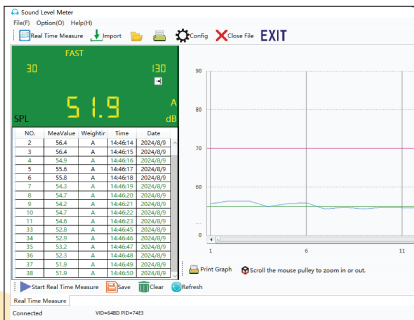 Sound Level Meter
File(F) Option(O) Help(H)
Real Time Measure Import Config Close File EXIT
FAST
30 130
51.9
A
SPL dB
NO. MeaValue Weightin Time Date
2 56.4 A 14:46:14 2024/8/9
3 56.4 A 14:46:15 2024/8/9
4 54.9 A 14:46:16 2024/8/9
5 55.6 A 14:46:17 2024/8/9
6 55.8 A 14:46:18 2024/8/9
7 54.3 A 14:46:19 2024/8/9
8 54.7 A 14:46:20 2024/8/9
9 54.2 A 14:46:21 2024/8/9
10 54.7 A 14:46:22 2024/8/9
11 54.6 A 14:46:23 2024/8/9
33 52.8 A 14:46:45 2024/8/9
34 52.9 A 14:46:46 2024/8/9
35 53.2 A 14:46:47 2024/8/9
36 52.3 A 14:46:48 2024/8/9
37 51.9 A 14:46:49 2024/8/9
38 51.9 A 14:46:50 2024/8/9
90
80
70
60
...
0
1 6 11
Print Graph Scroll the mouse pulley to zoom in or out.
Start Real Time Measure Save Clear Refresh
Real Time Measure
Connected VID=64BD PID=74E3